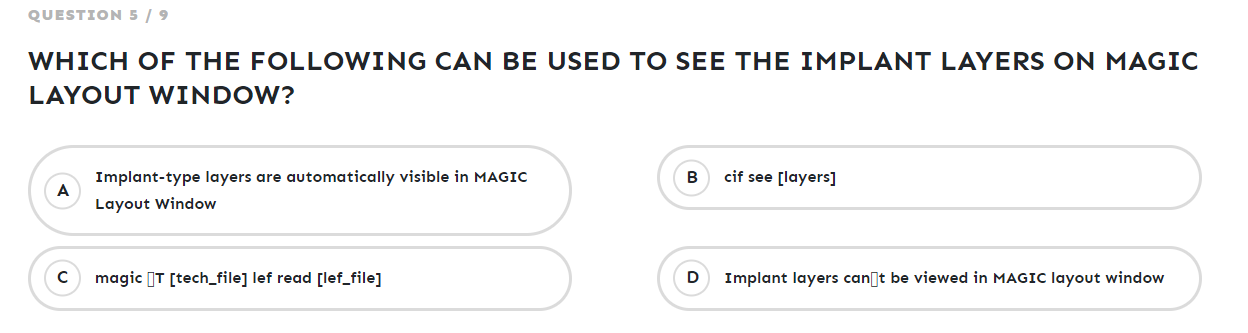 QUESTION 5 / 9
WHICH OF THE FOLLOWING CAN BE USED TO SEE THE IMPLANT LAYERS ON MAGIC
LAYOUT WINDOW?
A
Implant-type layers are automatically visible in MAGIC
Layout Window
B
cif see [layers]
C
magic ▯T [tech_file] lef read [lef_file]
D
Implant layers can▯t be viewed in MAGIC layout window